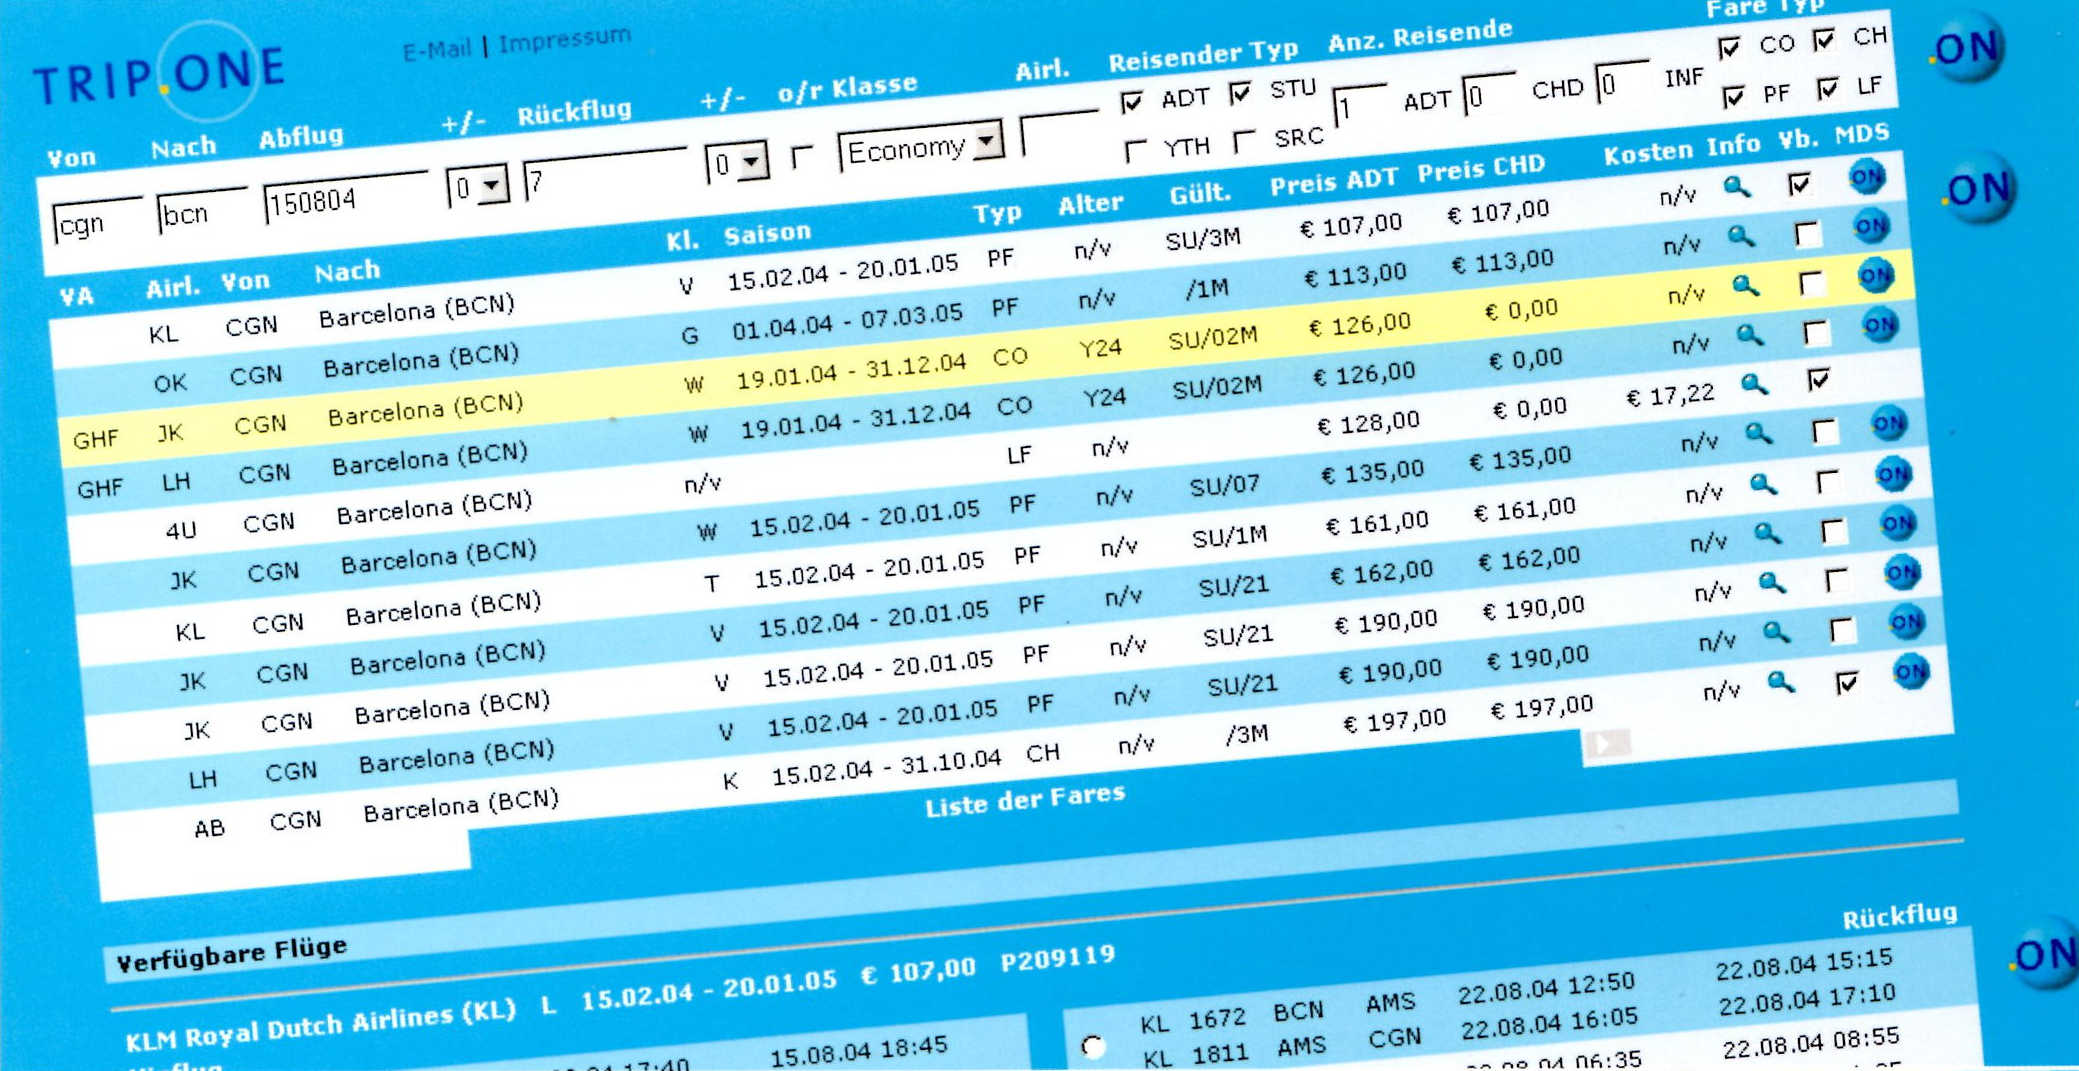 TRIP.ONE
E-Mail | Impressum
Von Nach Abflug +/- Rückflug +/- o/r Klasse Airl. Reisender Typ Anz. Reisende Fare Typ
cgn bcn 150804 0 7 0 Economy ADT STU 1 ADT 0 CHD 0 INF CO CH
YTH SRC PF LF
.ON
VA Airl. Von Nach Kl. Saison Typ Alter Gült. Preis ADT Preis CHD Kosten Info Vb. MDS
.ON
KL CGN Barcelona (BCN) V 15.02.04 - 20.01.05 PF n/v SU/3M € 107,00 € 107,00 n/v ON
OK CGN Barcelona (BCN) G 01.04.04 - 07.03.05 PF n/v /1M € 113,00 € 113,00 n/v ON
GHF JK CGN Barcelona (BCN) W 19.01.04 - 31.12.04 CO Y24 SU/02M € 126,00 € 0,00 n/v ON
GHF LH CGN Barcelona (BCN) W 19.01.04 - 31.12.04 CO Y24 SU/02M € 126,00 € 0,00 n/v ON
4U CGN Barcelona (BCN) n/v LF n/v € 128,00 € 0,00 € 17,22
JK CGN Barcelona (BCN) W 15.02.04 - 20.01.05 PF n/v SU/07 € 135,00 € 135,00 n/v ON
KL CGN Barcelona (BCN) T 15.02.04 - 20.01.05 PF n/v SU/1M € 161,00 € 161,00 n/v ON
JK CGN Barcelona (BCN) V 15.02.04 - 20.01.05 PF n/v SU/21 € 162,00 € 162,00 n/v ON
JK CGN Barcelona (BCN) V 15.02.04 - 20.01.05 PF n/v SU/21 € 190,00 € 190,00 n/v ON
LH CGN Barcelona (BCN) V 15.02.04 - 20.01.05 PF n/v SU/21 € 190,00 € 190,00 n/v ON
AB CGN Barcelona (BCN) K 15.02.04 - 31.10.04 CH n/v /3M € 197,00 € 197,00 n/v ON
Liste der Fares
Verfügbare Flüge
KLM Royal Dutch Airlines (KL) L 15.02.04 - 20.01.05 € 107,00 P209119
Rückflug
.ON
KL 1672 BCN AMS 22.08.04 12:50 22.08.04 15:15
KL 1811 AMS CGN 22.08.04 16:05 22.08.04 17:10
17:40 15.08.04 18:45
06:35 22.08.04 08:55